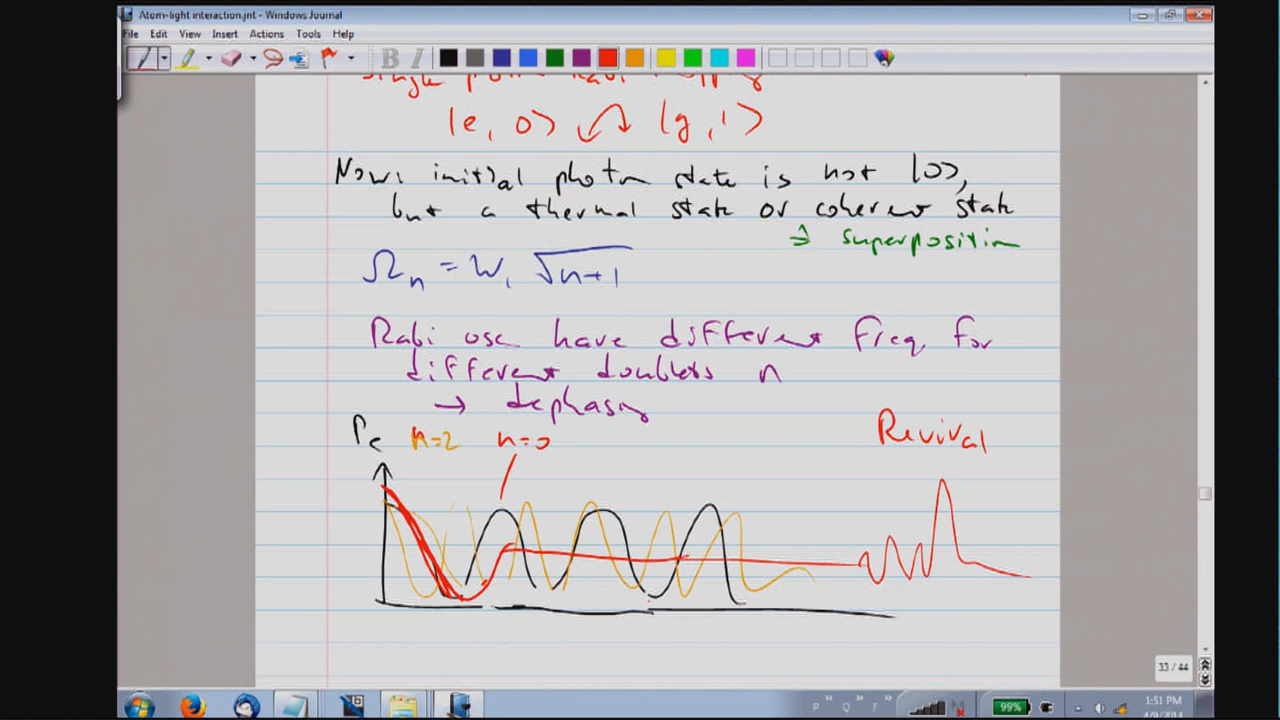 Atom-light interaction.jnt - Windows Journal
File Edit View Insert Actions Tools Help
B I
|e, 0> |g, 1>
Now: initial photon state is not |0>,
but a thermal state or coherent state
→ superposition
Ωn = ω₁ √n+1
Rabi osc have different freq for
different doublets n
→ dephasing
Pe n=2 n=0 Revival
33 / 44
99%
1:51 PM